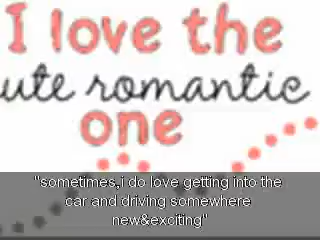 I love the
ute romantic
one
"sometimes,i do love getting into the
car and driving somewhere
new&exciting"